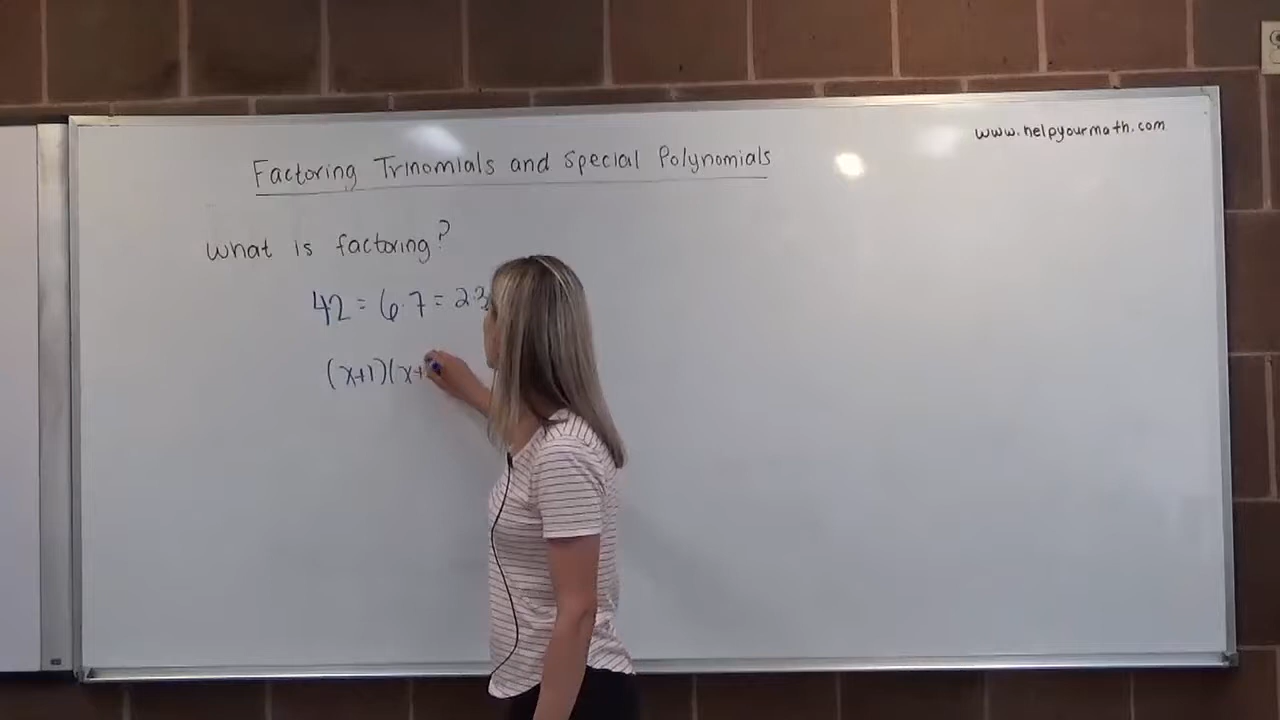 www.helpyourmath.com
Factoring Trinomials and Special Polynomials
What is factoring?
42 = 6·7 = 2·3
(x+1)(x+